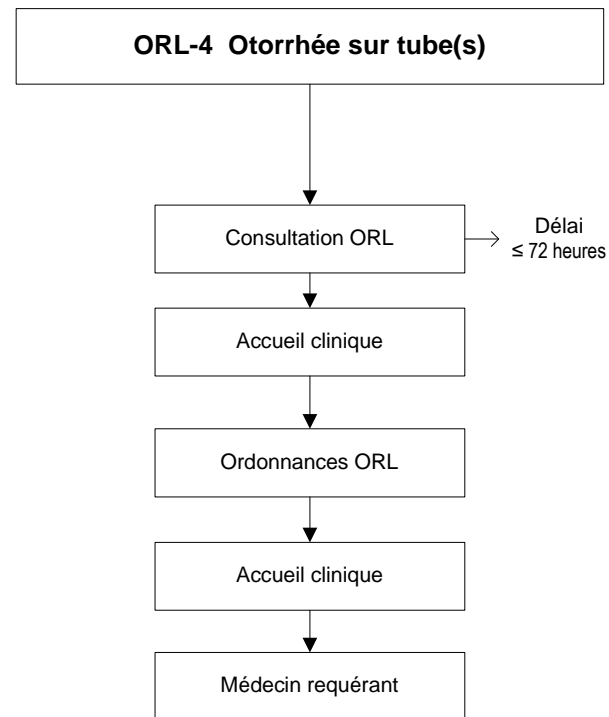 ORL-4  Otorrhée sur tube(s)
Consultation ORL
Délai
≤ 72 heures
Accueil clinique
Ordonnances ORL
Accueil clinique
Médecin requérant